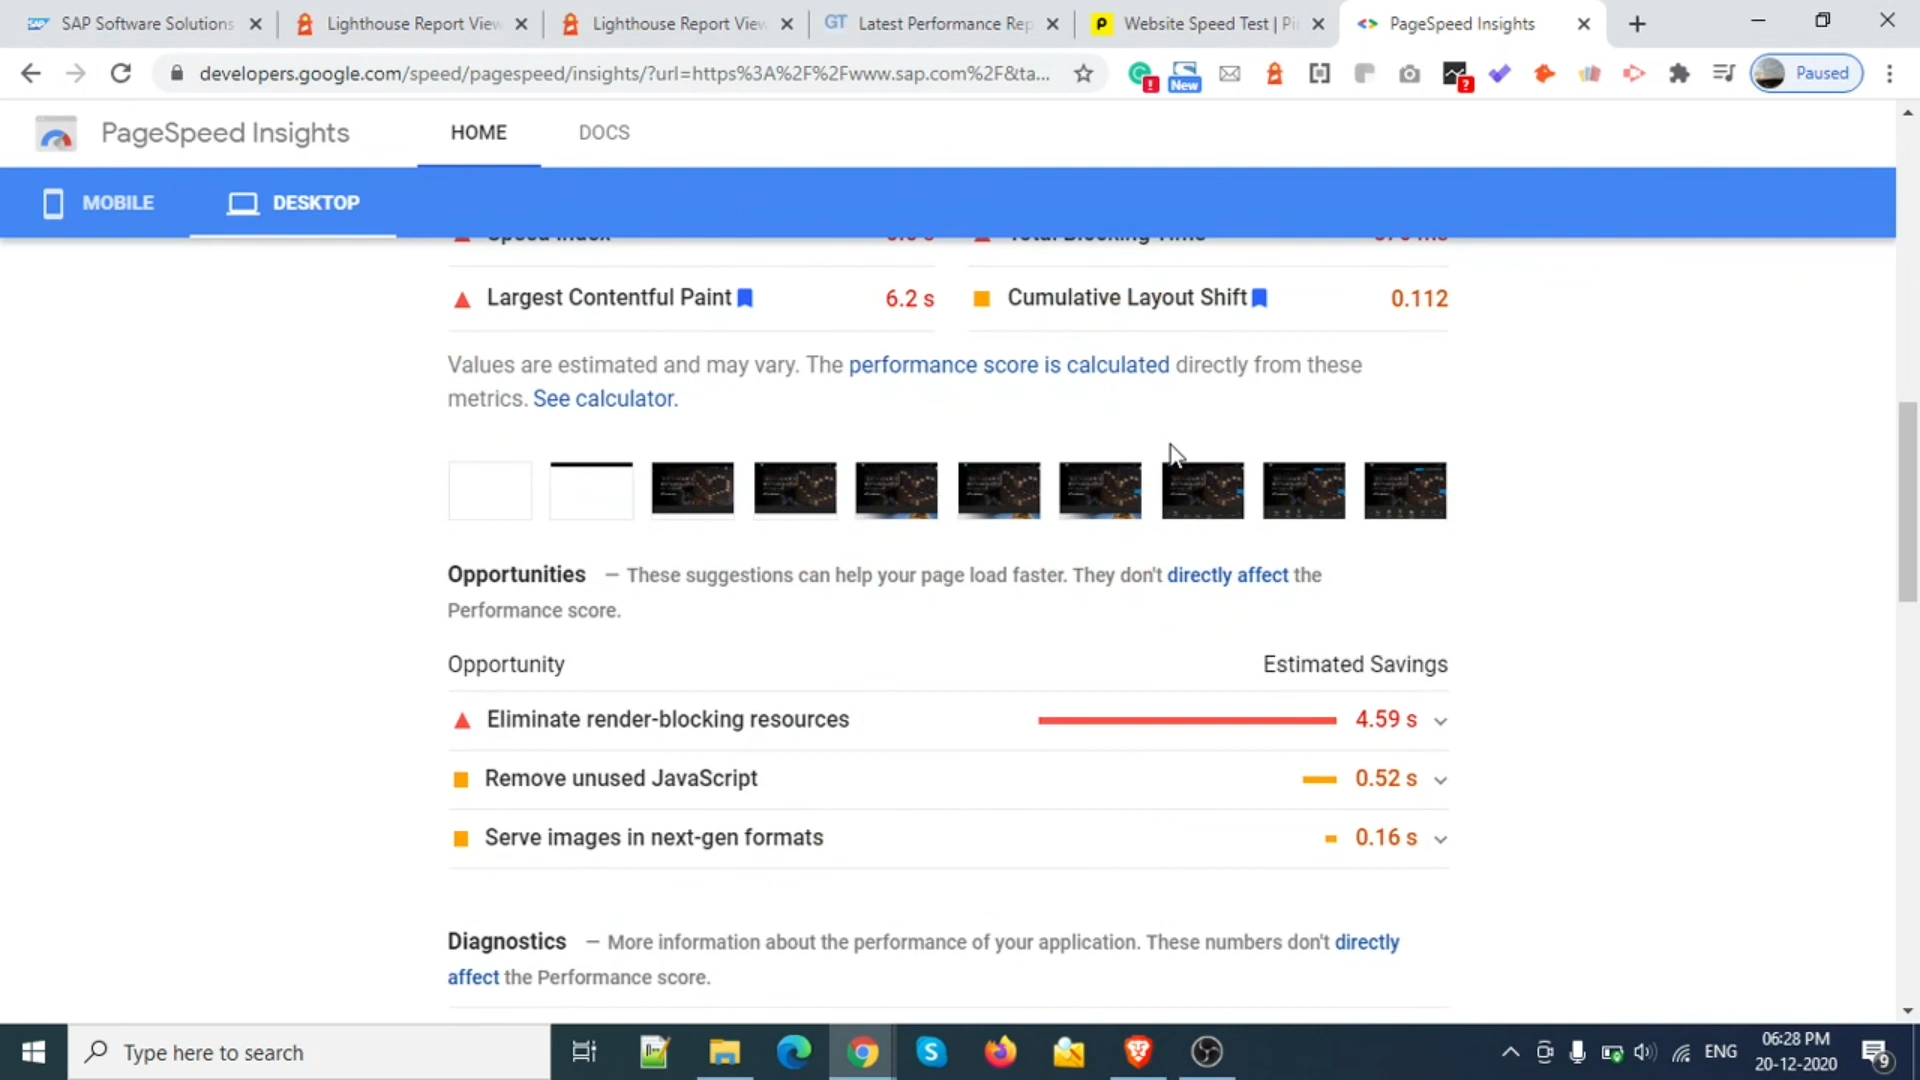 SAP Software Solutions
Lighthouse Report View
Lighthouse Report View
GT Latest Performance Rep
Website Speed Test | Pi
PageSpeed Insights
developers.google.com/speed/pagespeed/insights/?url=https%3A%2F%2Fwww.sap.com%2F&ta...
New
Paused
PageSpeed Insights
HOME
DOCS
MOBILE
DESKTOP
Speed Index
Total Blocking Time
Largest Contentful Paint
6.2 s
Cumulative Layout Shift
0.112
Values are estimated and may vary. The performance score is calculated directly from these
metrics. See calculator.
Opportunities — These suggestions can help your page load faster. They don't directly affect the
Performance score.
Opportunity
Estimated Savings
Eliminate render-blocking resources
4.59 s
Remove unused JavaScript
0.52 s
Serve images in next-gen formats
0.16 s
Diagnostics — More information about the performance of your application. These numbers don't directly
affect the Performance score.
Type here to search
ENG
06:28 PM
20-12-2020
9